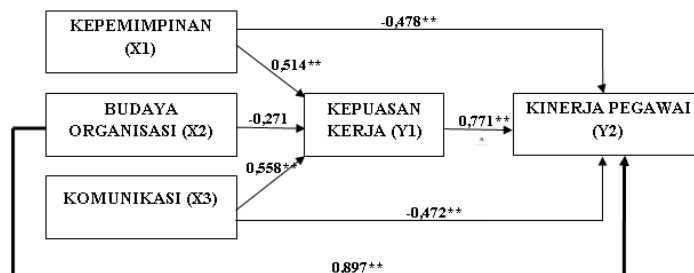 KEPEMIMPINAN
(X1)
-0,478**
0,514**
BUDAYA
ORGANISASI (X2)
-0,271
KEPUASAN
KERJA (Y1)
0,771**
KINERJA PEGAWAI
(Y2)
0,558**
KOMUNIKASI (X3)
-0,472**
0,897**